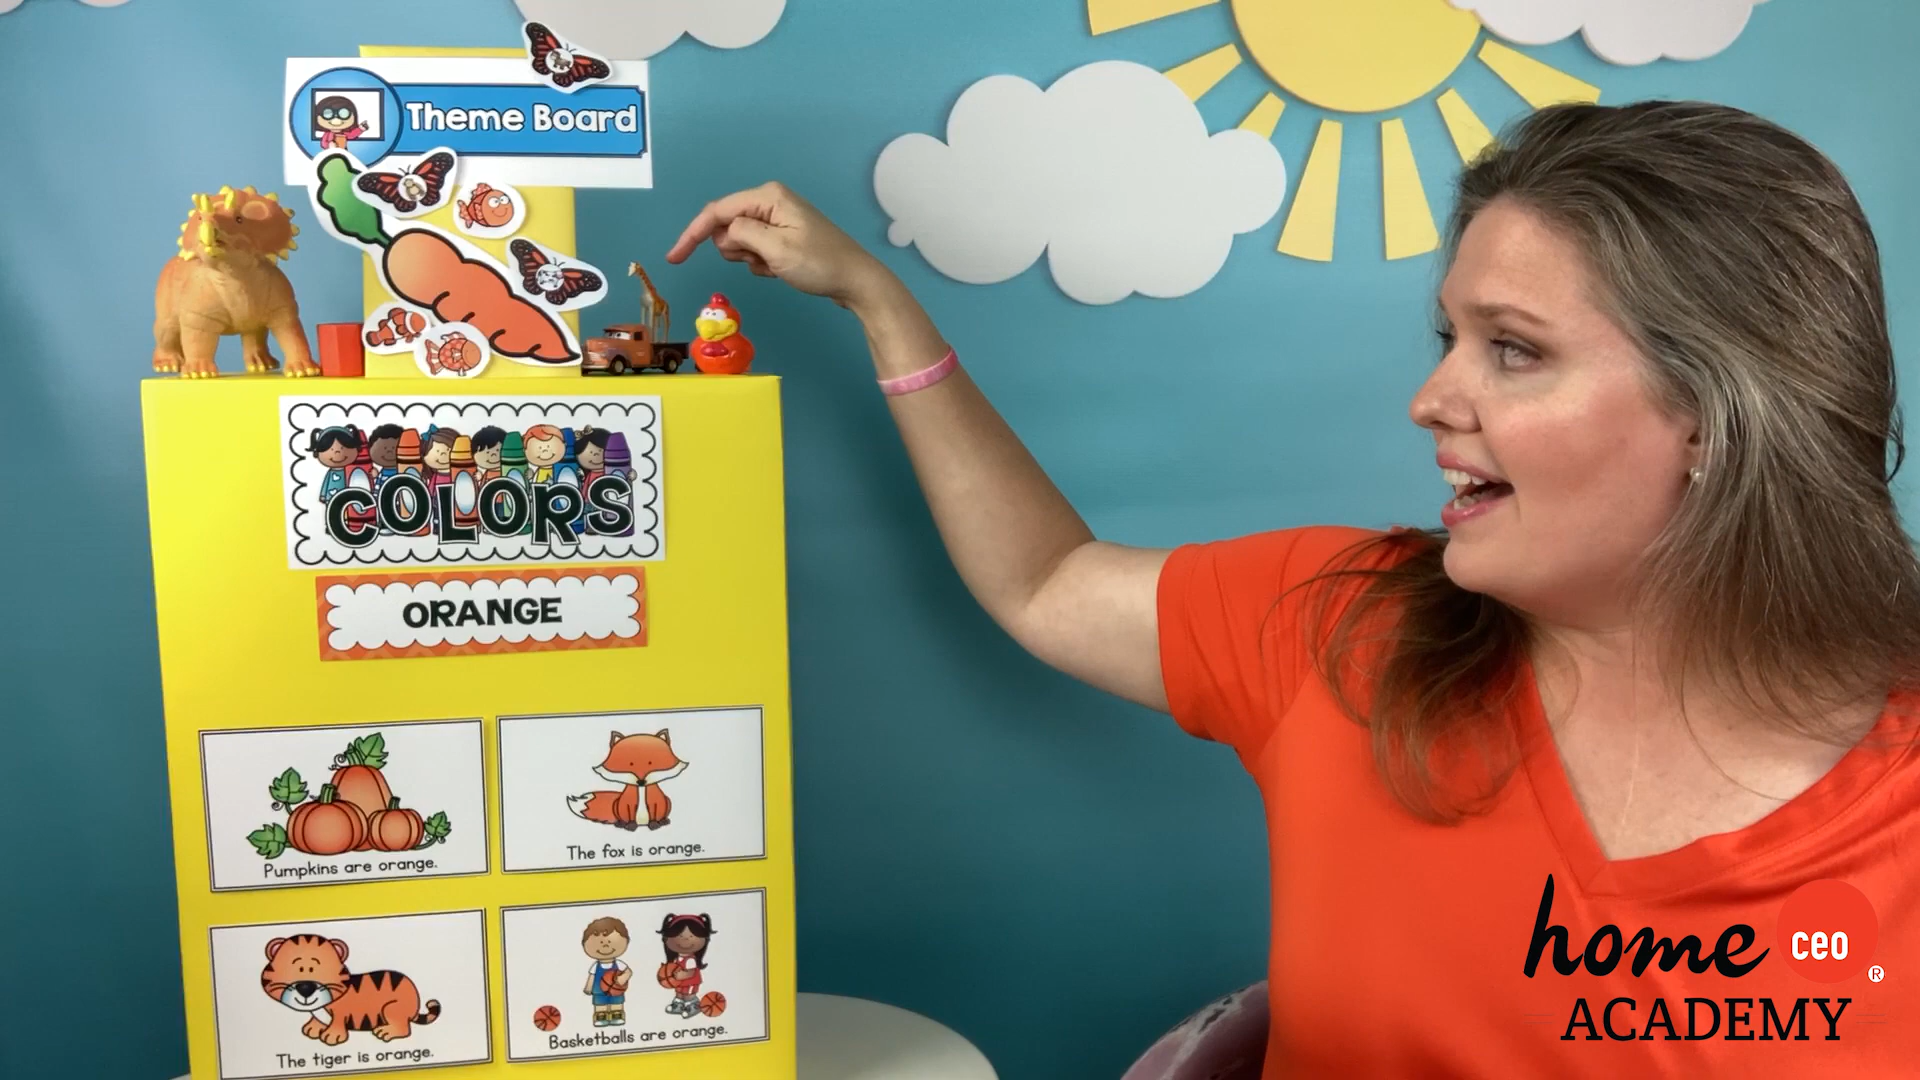 Theme Board
COLORS
ORANGE
Pumpkins are orange.
The fox is orange.
The tiger is orange.
Basketballs are orange.
home ceo ®
ACADEMY